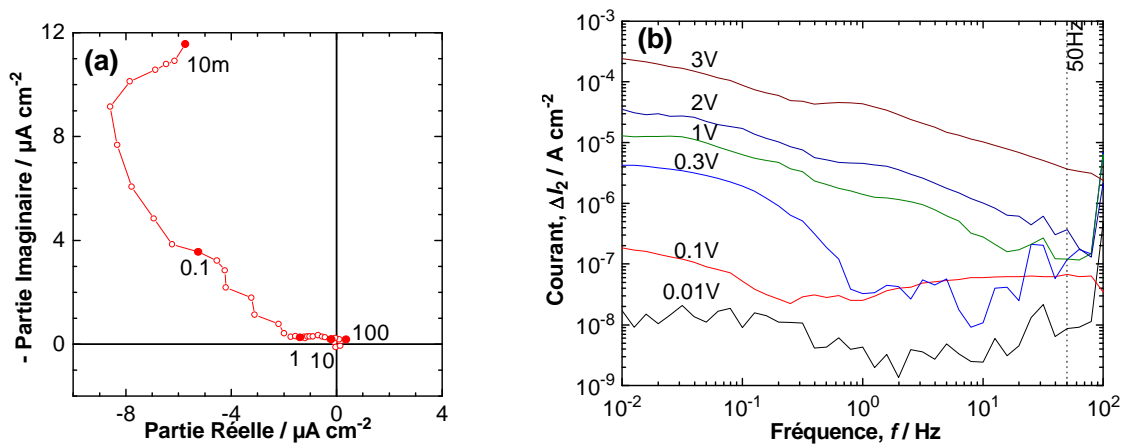 (a)
12
8
4
0
-8
-4
0
4
10m
0.1
1
10
100
- Partie Imaginaire / µA cm-2
Partie Réelle / µA cm-2
(b)
50Hz
3V
2V
1V
0.3V
0.1V
0.01V
10-3
10-4
10-5
10-6
10-7
10-8
10-9
10-2
10-1
100
101
102
Courant, ΔI2 / A cm-2
Fréquence, f / Hz